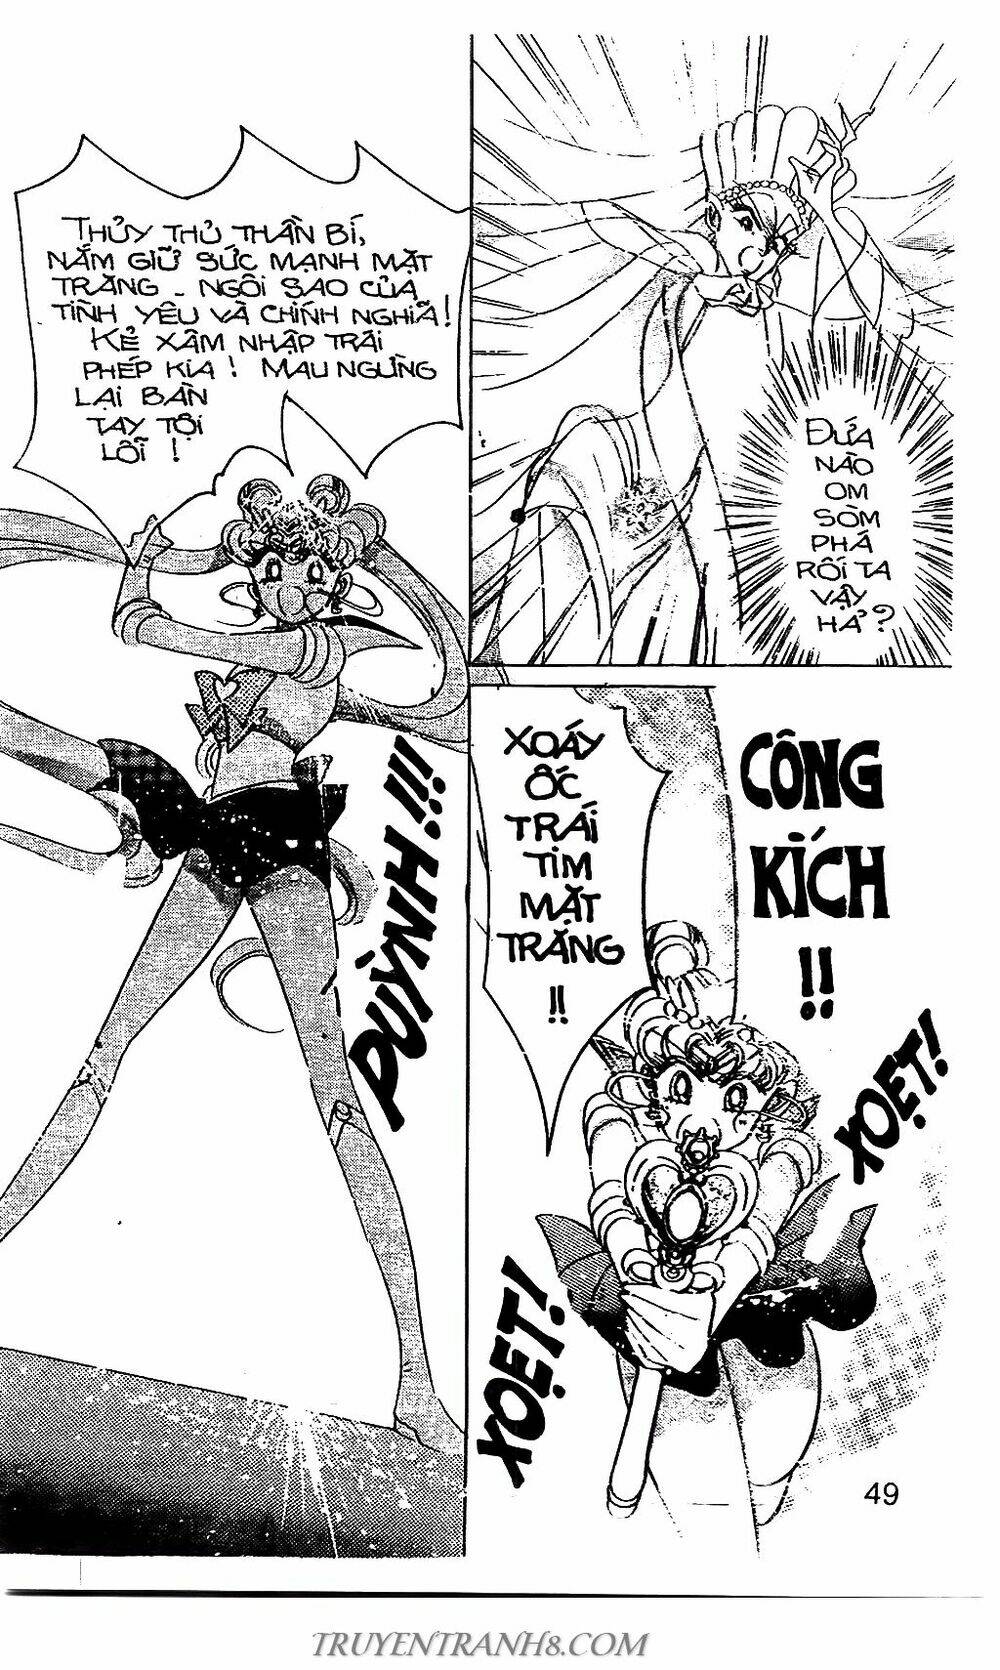 THỦY THỦ THẦN BÍ,
NẮM GIỮ SỨC MẠNH MẶT
TRĂNG - NGÔI SAO CỦA
TÌNH YÊU VÀ CHÍNH NGHĨA!
KẺ XÂM NHẬP TRÁI
PHÉP KIA! MAU NGỪNG
LẠI BÀN
TAY TỘI
LỖI!
ĐỨA
NÀO
OM
SÒM
PHÁ
RỐI TA
VẬY
HẢ?
DUỲNH!!!
XOÁY
ỐC
TRÁI
TIM
MẶT
TRĂNG
!!
CÔNG
KÍCH
!!
XOẸT!
XOẸT!
49
TRUYENTRANH8.COM